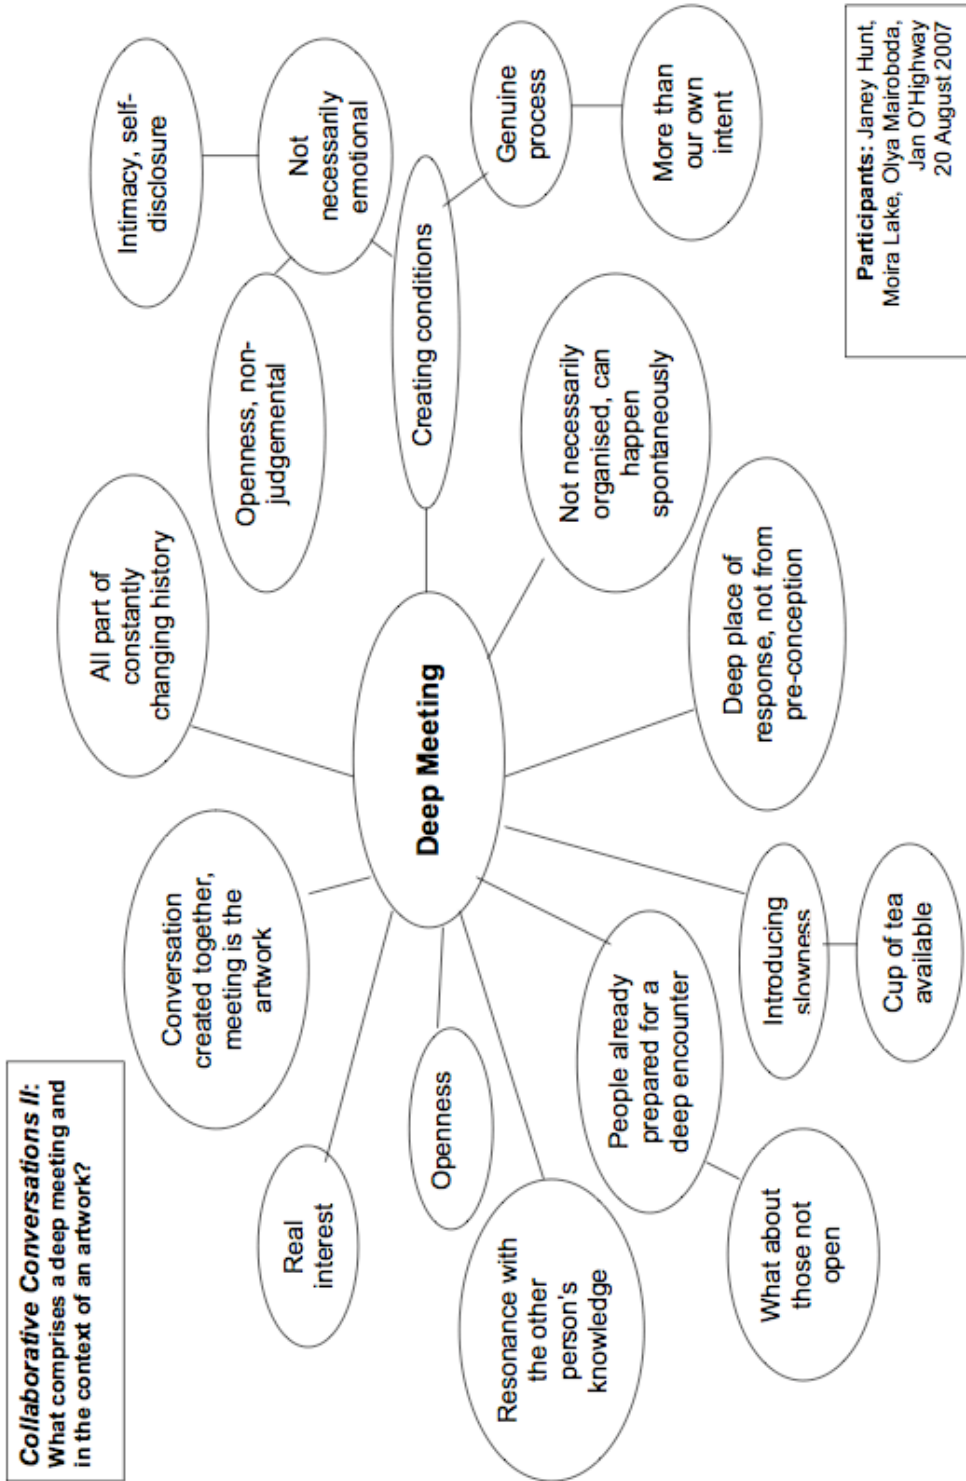 Collaborative Conversations II:
What comprises a deep meeting and
in the context of an artwork?
Conversation
created together,
meeting is the
artwork
All part of
constantly
changing history
Openness, non-
judgemental
Intimacy, self-
disclosure
Not
necessarily
emotional
Creating conditions
Genuine
process
More than
our own
intent
Real
interest
Openness
Deep Meeting
Resonance with
the other
person's
knowledge
People already
prepared for a
deep encounter
What about
those not
open
Introducing
slowness
Cup of tea
available
Deep place of
response, not from
pre-conception
Not necessarily
organised, can
happen
spontaneously
Participants: Janey Hunt,
Moira Lake, Olya Mairoboda,
Jan O'Highway
20 August 2007